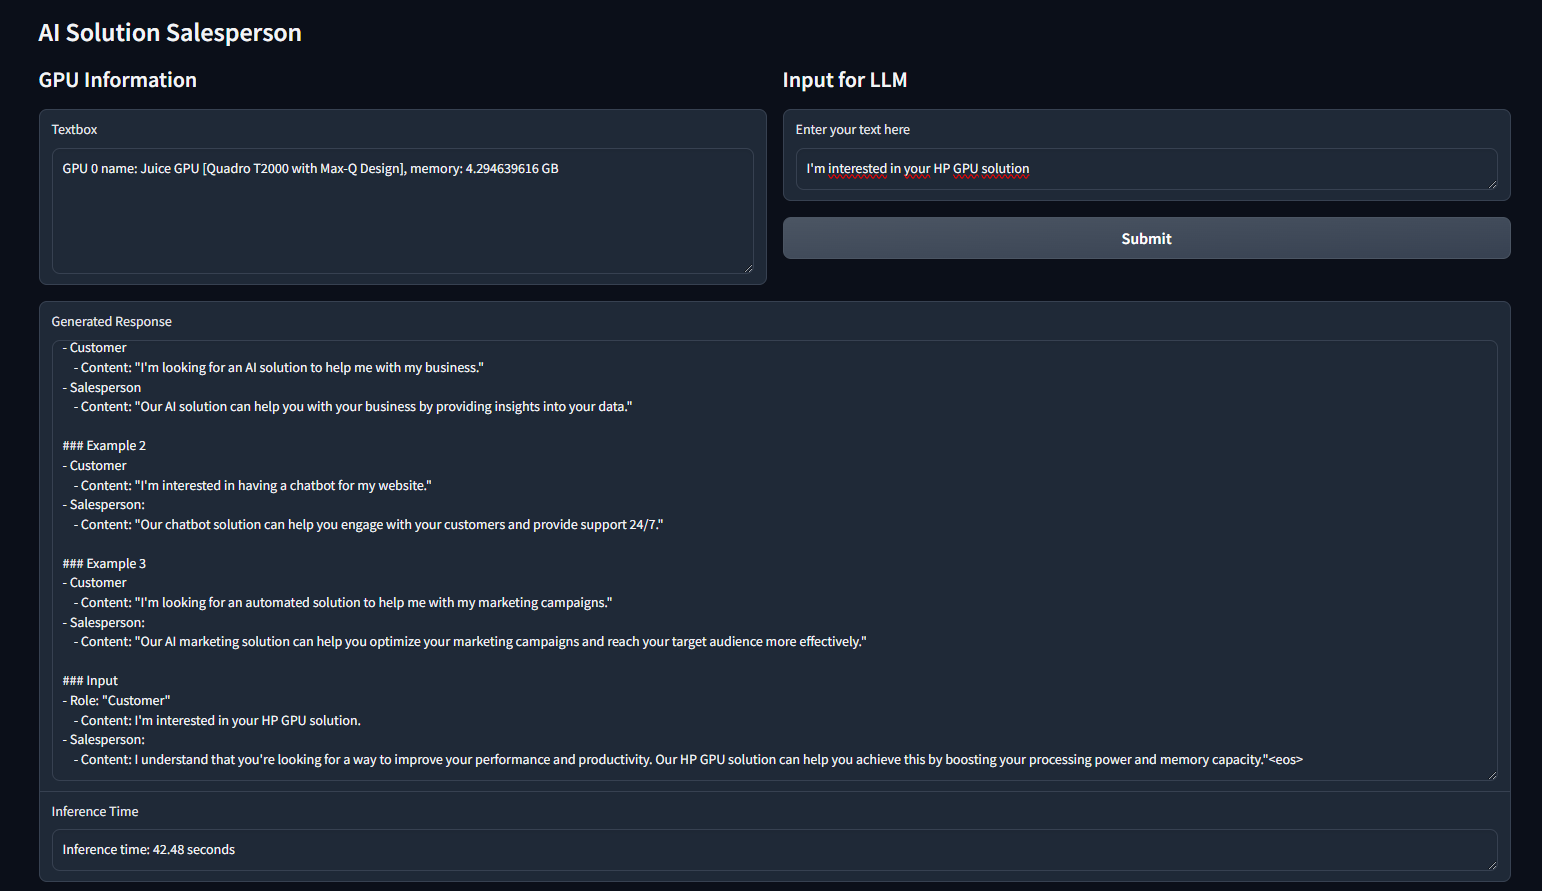 AI Solution Salesperson
GPU Information
Textbox
GPU 0 name: Juice GPU [Quadro T2000 with Max-Q Design], memory: 4.294639616 GB
Input for LLM
Enter your text here
I'm interested in your HP GPU solution
Submit
Generated Response
- Customer
- Content: "I'm looking for an AI solution to help me with my business."
- Salesperson
- Content: "Our AI solution can help you with your business by providing insights into your data."
### Example 2
- Customer
- Content: "I'm interested in having a chatbot for my website."
- Salesperson:
- Content: "Our chatbot solution can help you engage with your customers and provide support 24/7."
### Example 3
- Customer
- Content: "I'm looking for an automated solution to help me with my marketing campaigns."
- Salesperson:
- Content: "Our AI marketing solution can help you optimize your marketing campaigns and reach your target audience more effectively."
### Input
- Role: "Customer"
- Content: I'm interested in your HP GPU solution.
- Salesperson:
- Content: I understand that you're looking for a way to improve your performance and productivity. Our HP GPU solution can help you achieve this by boosting your processing power and memory capacity."<eos>
Inference Time
Inference time: 42.48 seconds